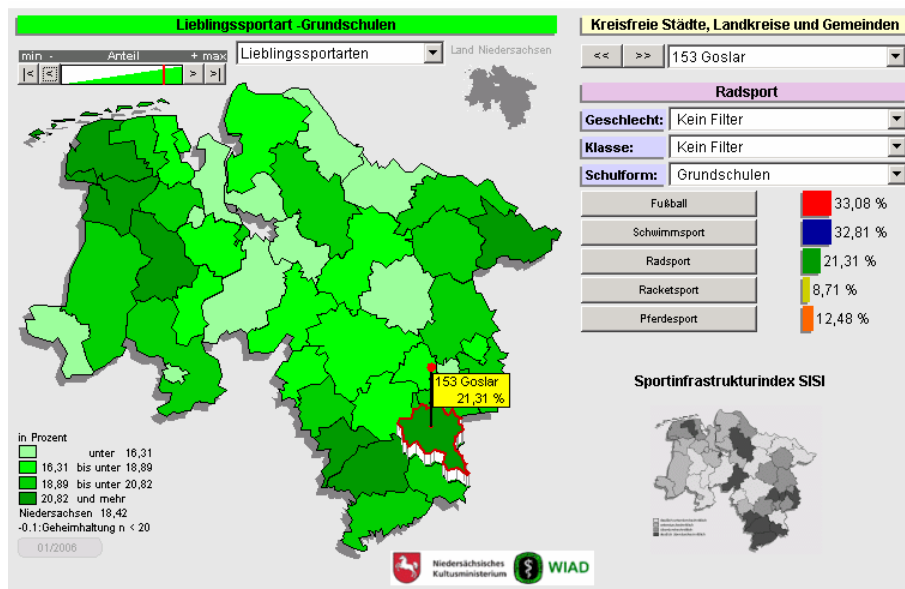 Lieblingssportart -Grundschulen
min - Anteil + max
|< < > >|
Lieblingssportarten
Land Niedersachsen
153 Goslar
21,31 %
in Prozent
unter 16,31
16,31 bis unter 18,89
18,89 bis unter 20,82
20,82 und mehr
Niedersachsen 18,42
-0.1:Geheimhaltung n < 20
01/2006
Kreisfreie Städte, Landkreise und Gemeinden
<< >> 153 Goslar
Radsport
Geschlecht: Kein Filter
Klasse: Kein Filter
Schulform: Grundschulen
Fußball 33,08 %
Schwimmsport 32,81 %
Radsport 21,31 %
Racketsport 8,71 %
Pferdesport 12,48 %
Sportinfrastrukturindex SISI
Niedersächsisches
Kultusministerium
WIAD